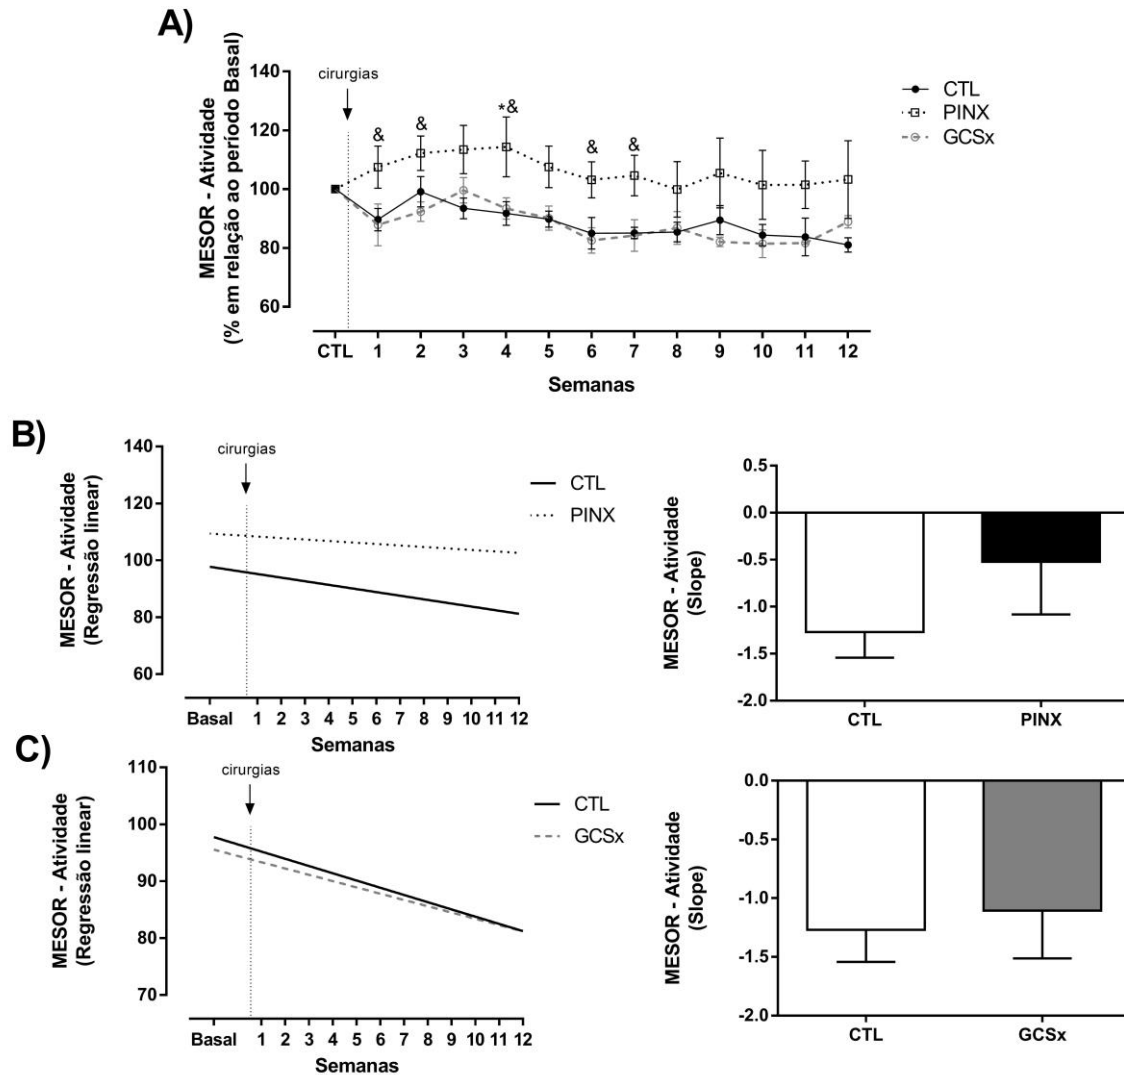 A)
MESOR - Atividade
(% em relação ao período Basal)
140
120
100
80
60
cirurgias
&
&
*&
&
&
CTL
PINX
GCSx
CTL 1 2 3 4 5 6 7 8 9 10 11 12
Semanas
B)
MESOR - Atividade
(Regressão linear)
140
120
100
80
60
cirurgias
CTL
PINX
Basal 1 2 3 4 5 6 7 8 9 10 11 12
Semanas
MESOR - Atividade
(Slope)
0.5
0.0
-0.5
-1.0
-1.5
-2.0
CTL PINX
C)
MESOR - Atividade
(Regressão linear)
110
100
90
80
70
cirurgias
CTL
GCSx
Basal 1 2 3 4 5 6 7 8 9 10 11 12
Semanas
MESOR - Atividade
(Slope)
0.0
-0.5
-1.0
-1.5
-2.0
CTL GCSx